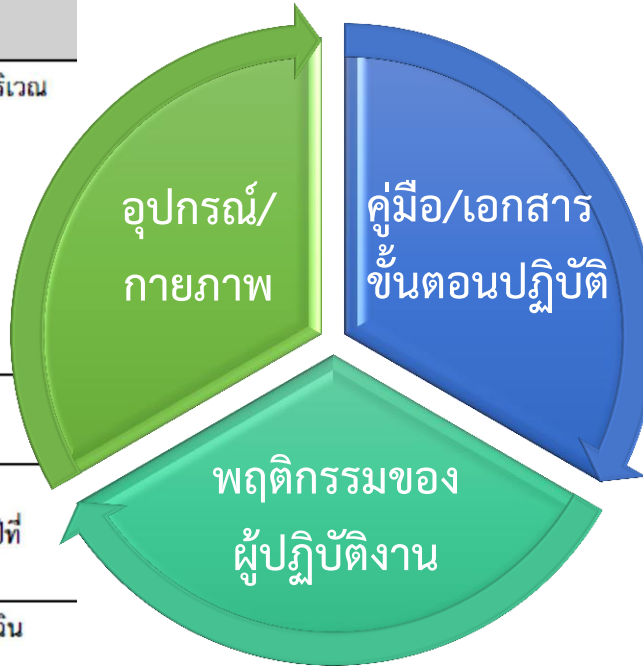 อุปกรณ์/
กายภาพ
คู่มือ/เอกสาร
ขั้นตอนปฏิบัติ
พฤติกรรมของ
ผู้ปฏิบัติงาน